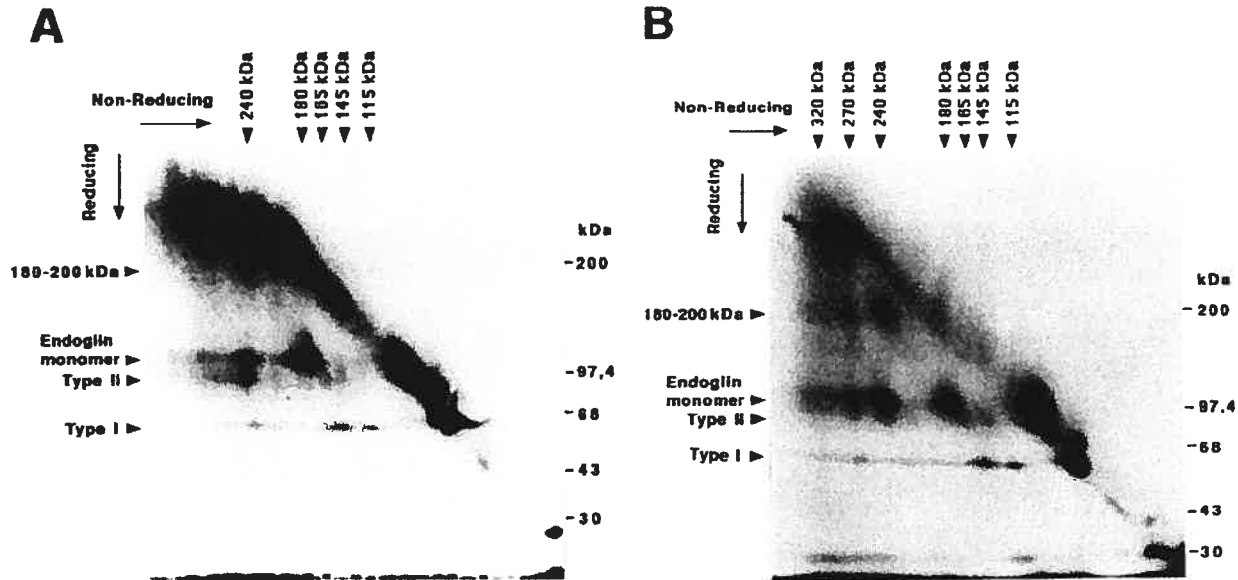 A
Non-Reducing
240 kDa
180 kDa
165 kDa
145 kDa
115 kDa
Reducing
kDa
180-200 kDa
-200
Endoglin
monomer
Type II
-97,4
-68
Type I
-43
-30
B
Non-Reducing
320 kDa
270 kDa
240 kDa
180 kDa
165 kDa
145 kDa
115 kDa
Reducing
kDa
180-200 kDa
-200
Endoglin
monomer
Type II
-97.4
-68
Type I
-43
-30